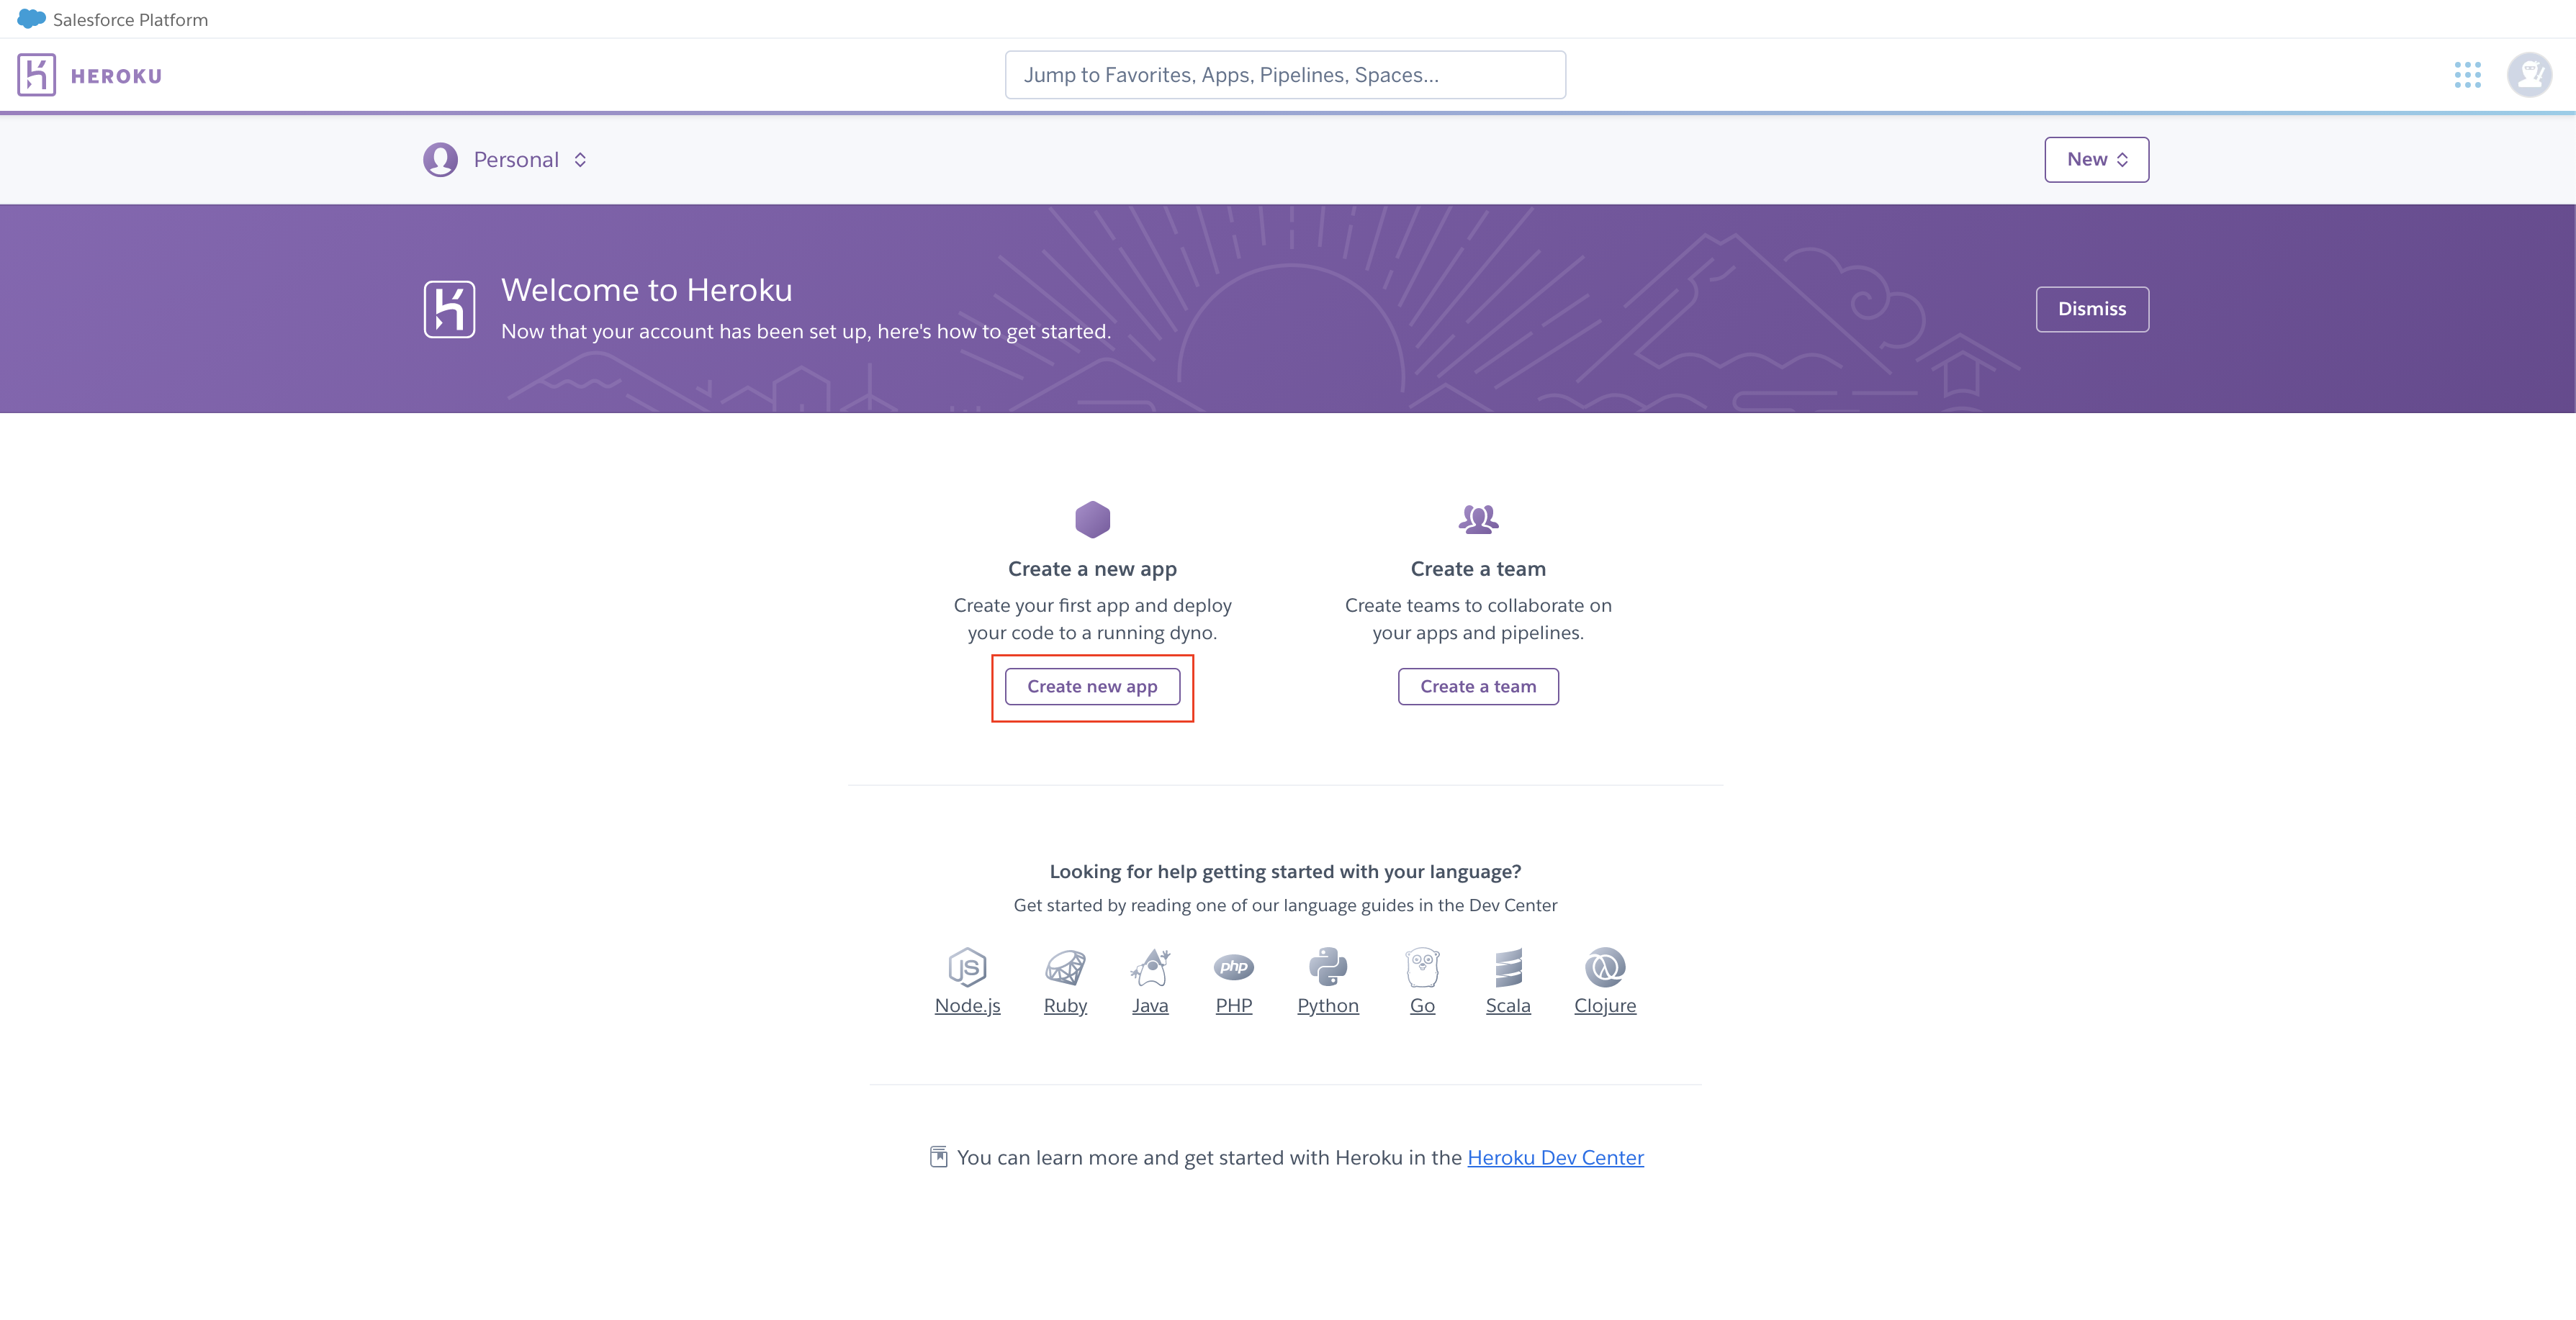 Salesforce Platform
HEROKU
Jump to Favorites, Apps, Pipelines, Spaces...
Personal
New
Welcome to Heroku
Now that your account has been set up, here's how to get started.
Dismiss
Create a new app
Create your first app and deploy
your code to a running dyno.
Create new app
Create a team
Create teams to collaborate on
your apps and pipelines.
Create a team
Looking for help getting started with your language?
Get started by reading one of our language guides in the Dev Center
JS
php
Node.js Ruby Java PHP Python Go Scala Clojure
You can learn more and get started with Heroku in the Heroku Dev Center